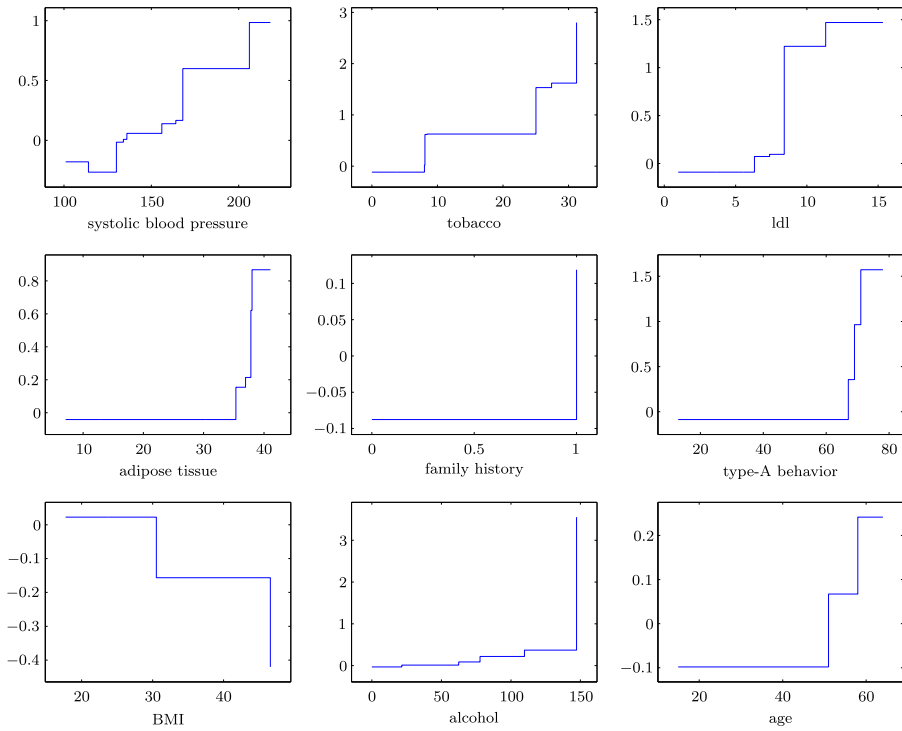 1
0.5
0
100 150 200
systolic blood pressure
3
2
1
0
0 10 20 30
tobacco
1.5
1
0.5
0
0 5 10 15
ldl
0.8
0.6
0.4
0.2
0
10 20 30 40
adipose tissue
0.1
0.05
0
−0.05
−0.1
0 0.5 1
family history
1.5
1
0.5
0
20 40 60 80
type-A behavior
0
−0.1
−0.2
−0.3
−0.4
20 30 40
BMI
3
2
1
0
0 50 100 150
alcohol
0.2
0.1
0
−0.1
20 40 60
age